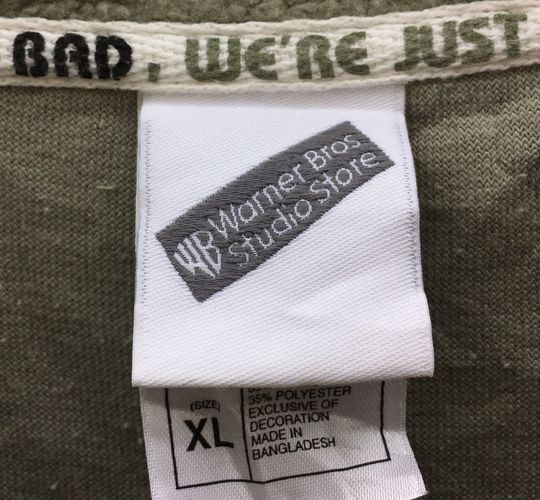 BAD, WE'RE JUST
Warner Bros.
Studio Store
WB
(SIZE)
XL
35% POLYESTER
EXCLUSIVE OF
DECORATION
MADE IN
BANGLADESH